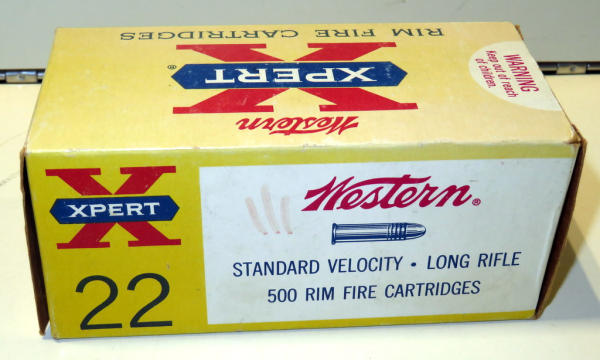 RIM FIRE CARTRIDGES
X
XPERT®
Western
WARNING
Keep out of reach
of children.
X
XPERT
22
Western®
STANDARD VELOCITY • LONG RIFLE
500 RIM FIRE CARTRIDGES